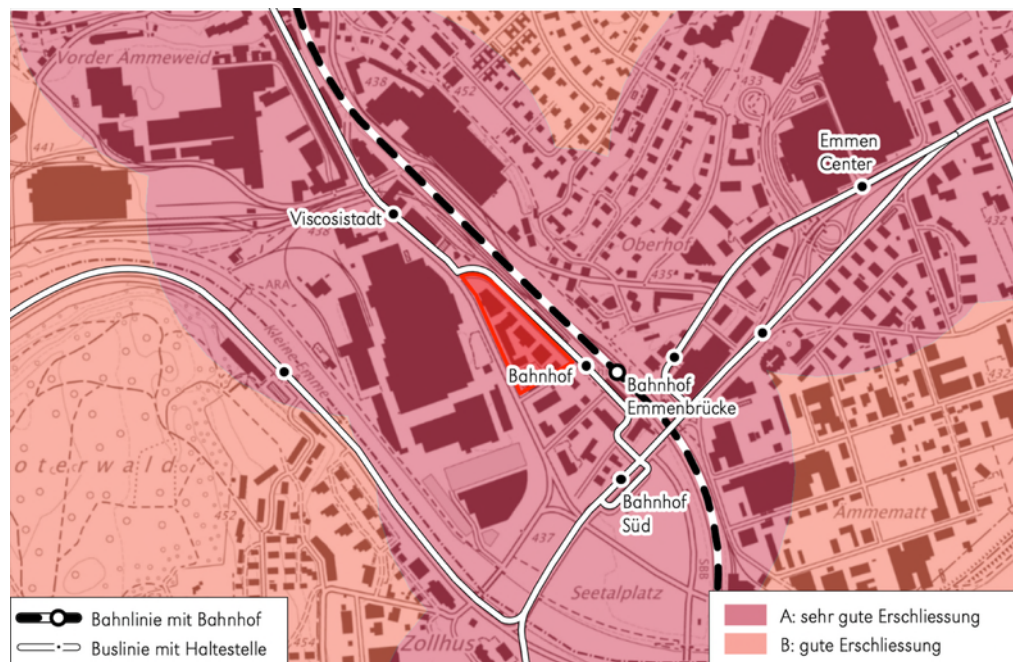 Vorder Ammeweid
438
452
433
441
Emmen
Center
Viscosistadt
438
Oberhof
432
435
ARA
Kleine Emme
Bahnhof
Bahnhof
Emmenbrücke
432
oterwald
452
Bahnhof
Süd
Ammematt
437
SBB
Seetalplatz
454
Zollhus
Bahnlinie mit Bahnhof
Buslinie mit Haltestelle
A: sehr gute Erschliessung
B: gute Erschliessung